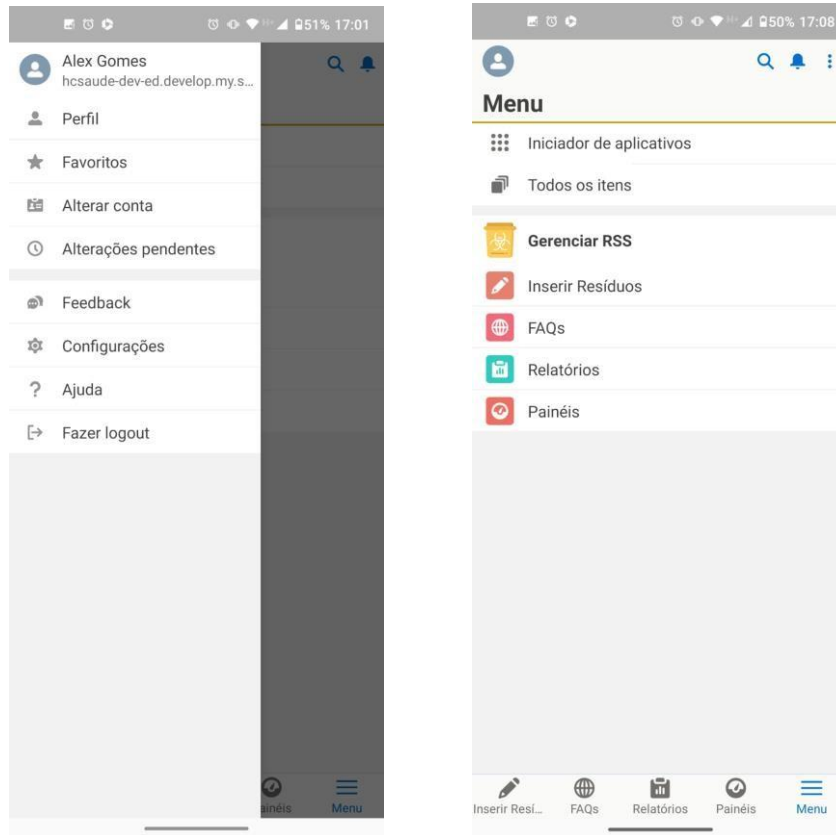 51% 17:01
Alex Gomes
hcsaude-dev-ed.develop.my.s...
Perfil
Favoritos
Alterar conta
Alterações pendentes
Feedback
Configurações
Ajuda
Fazer logout
ainéis Menu
50% 17:08
Menu
Iniciador de aplicativos
Todos os itens
Gerenciar RSS
Inserir Resíduos
FAQs
Relatórios
Painéis
Inserir Resí... FAQs Relatórios Painéis Menu